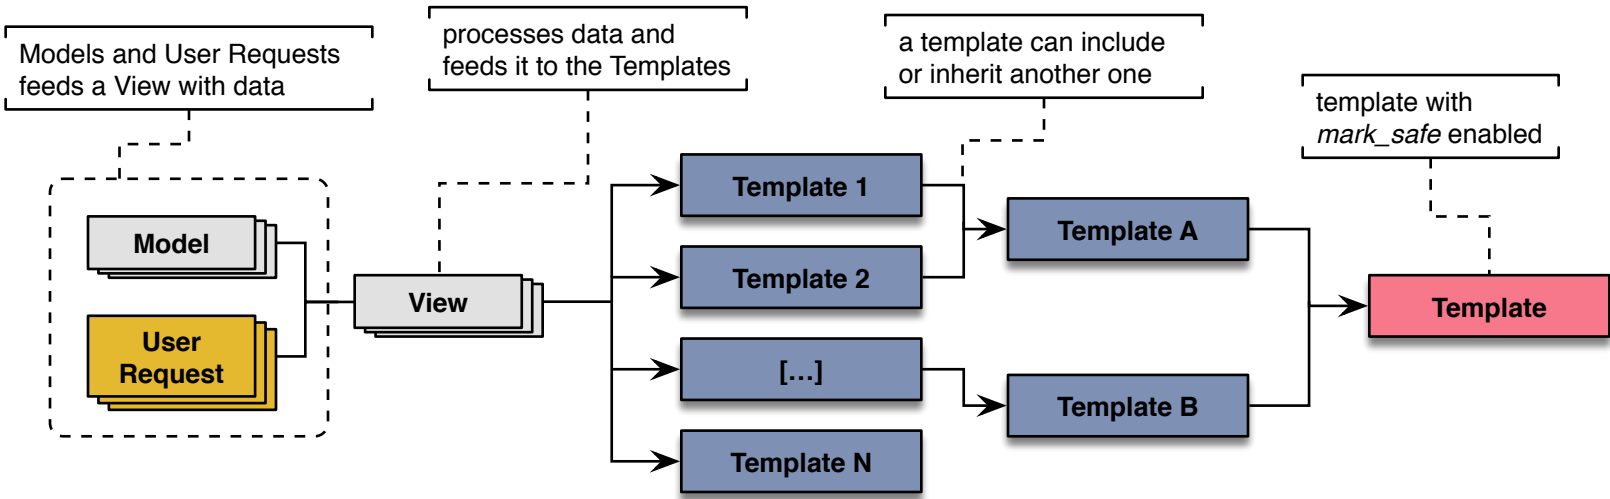 Models and User Requests
feeds a View with data
processes data and
feeds it to the Templates
a template can include
or inherit another one
template with
mark_safe enabled
Model
User
Request
View
Template 1
Template 2
[...]
Template N
Template A
Template B
Template